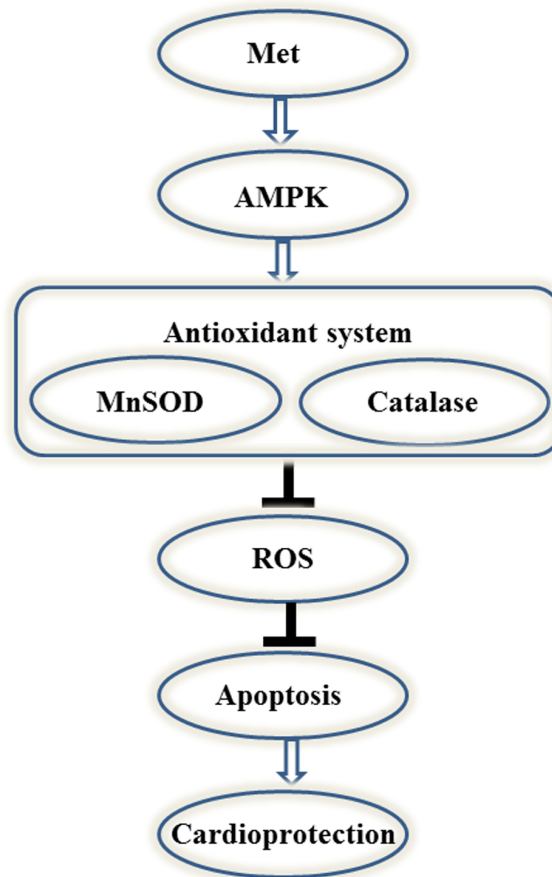 Met
AMPK
Antioxidant system
MnSOD Catalase
ROS
Apoptosis
Cardioprotection